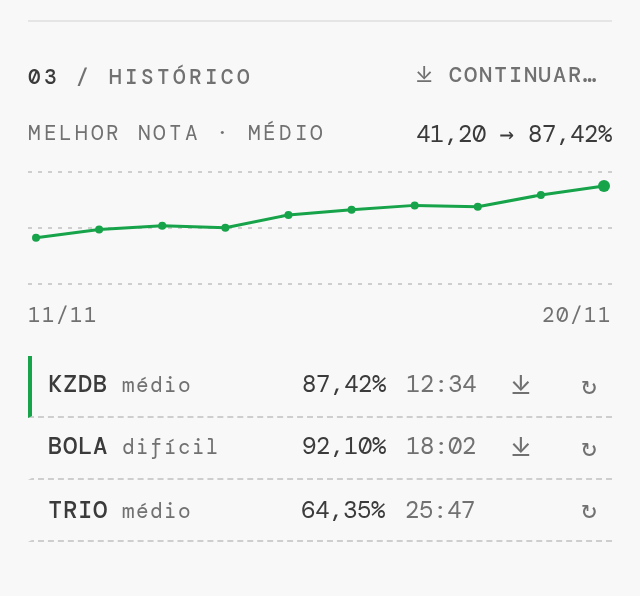 03 / HISTÓRICO CONTINUAR…
MELHOR NOTA · MÉDIO 41,20 → 87,42%
11/11 20/11
KZDB médio 87,42% 12:34
BOLA difícil 92,10% 18:02
TRIO médio 64,35% 25:47